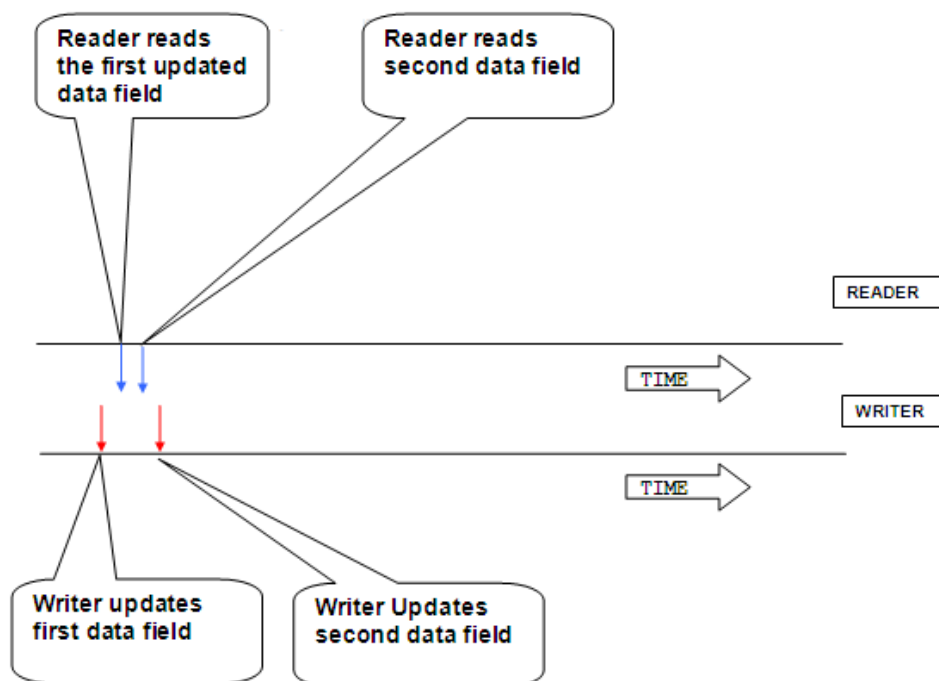 Reader reads
the first updated
data field
Reader reads
second data field
READER
TIME
WRITER
TIME
Writer updates
first data field
Writer Updates
second data field